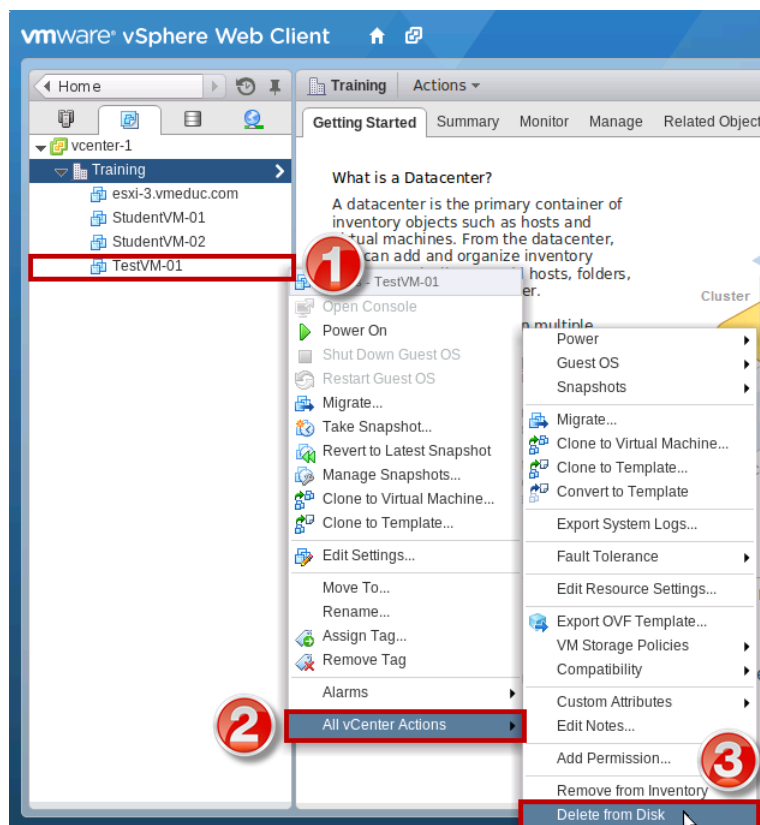 vmware® vSphere Web Client
Home
Training Actions
Getting Started Summary Monitor Manage Related Object
vcenter-1
Training
esxi-3.vmeduc.com
StudentVM-01
StudentVM-02
TestVM-01
What is a Datacenter?
A datacenter is the primary container of
inventory objects such as hosts and
virtual machines. From the datacenter,
can add and organize inventory
hosts, folders,
er.
multiple
Cluster
1
- TestVM-01
Open Console
Power On
Shut Down Guest OS
Restart Guest OS
Migrate...
Take Snapshot...
Revert to Latest Snapshot
Manage Snapshots...
Clone to Virtual Machine...
Clone to Template...
Edit Settings...
Move To...
Rename...
Assign Tag...
Remove Tag
Alarms
2
All vCenter Actions
Power
Guest OS
Snapshots
Migrate...
Clone to Virtual Machine...
Clone to Template...
Convert to Template
Export System Logs...
Fault Tolerance
Edit Resource Settings...
Export OVF Template...
VM Storage Policies
Compatibility
Custom Attributes
Edit Notes...
Add Permission...
3
Remove from Inventory
Delete from Disk